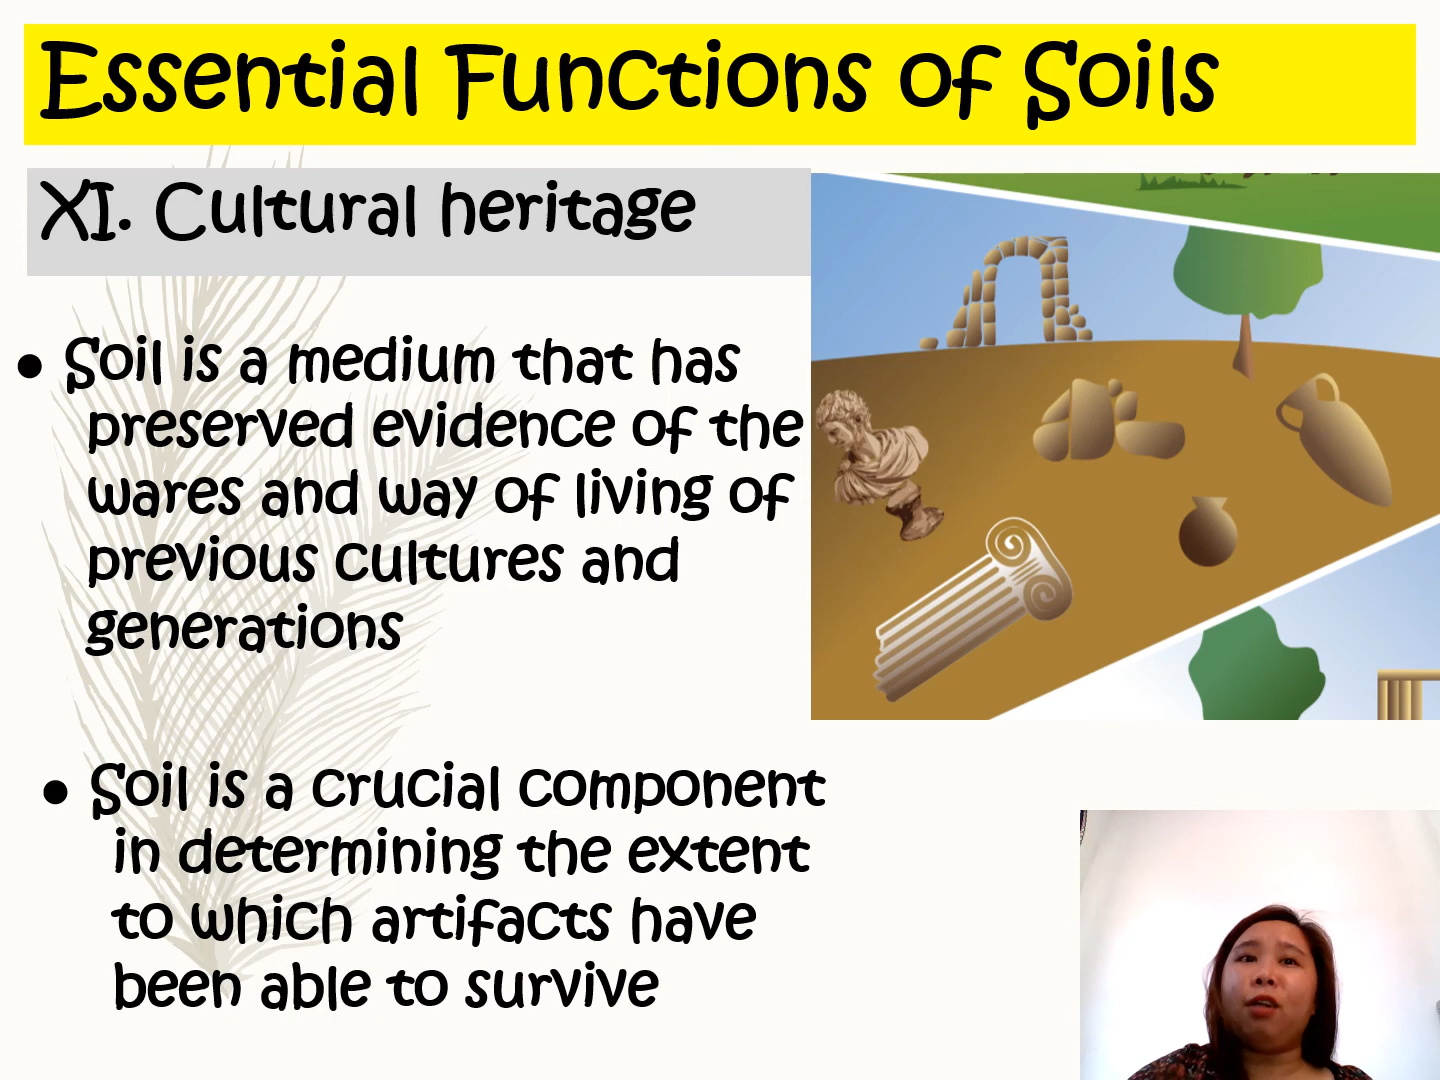 Essential Functions of Soils
XI. Cultural heritage
• Soil is a medium that has
preserved evidence of the
wares and way of living of
previous cultures and
generations
• Soil is a crucial component
in determining the extent
to which artifacts have
been able to survive